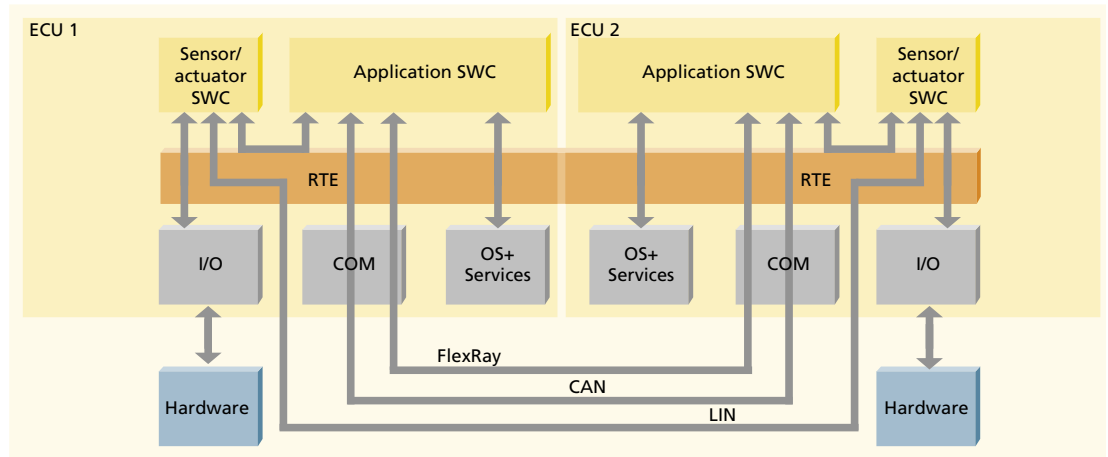 ECU 1
Sensor/
actuator
SWC
Application SWC
RTE
I/O
COM
OS+
Services
Hardware
ECU 2
Application SWC
Sensor/
actuator
SWC
RTE
OS+
Services
COM
I/O
Hardware
FlexRay
CAN
LIN